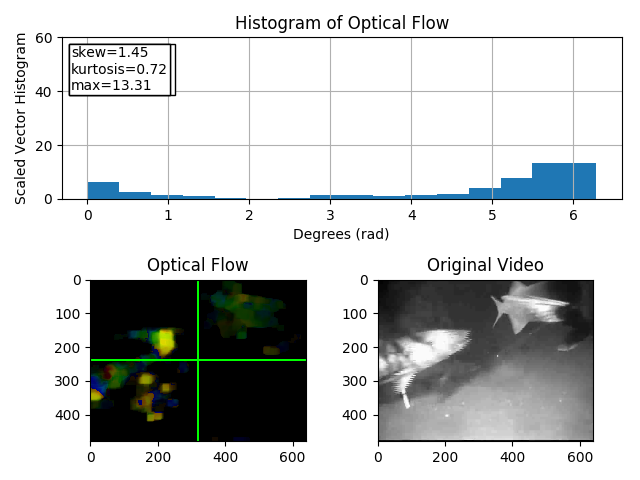 Histogram of Optical Flow
Scaled Vector Histogram
60
40
20
0
skew=1.45
kurtosis=0.72
max=13.31
0 1 2 3 4 5 6
Degrees (rad)
Optical Flow
0
100
200
300
400
0 200 400 600
Original Video
0
100
200
300
400
0 200 400 600